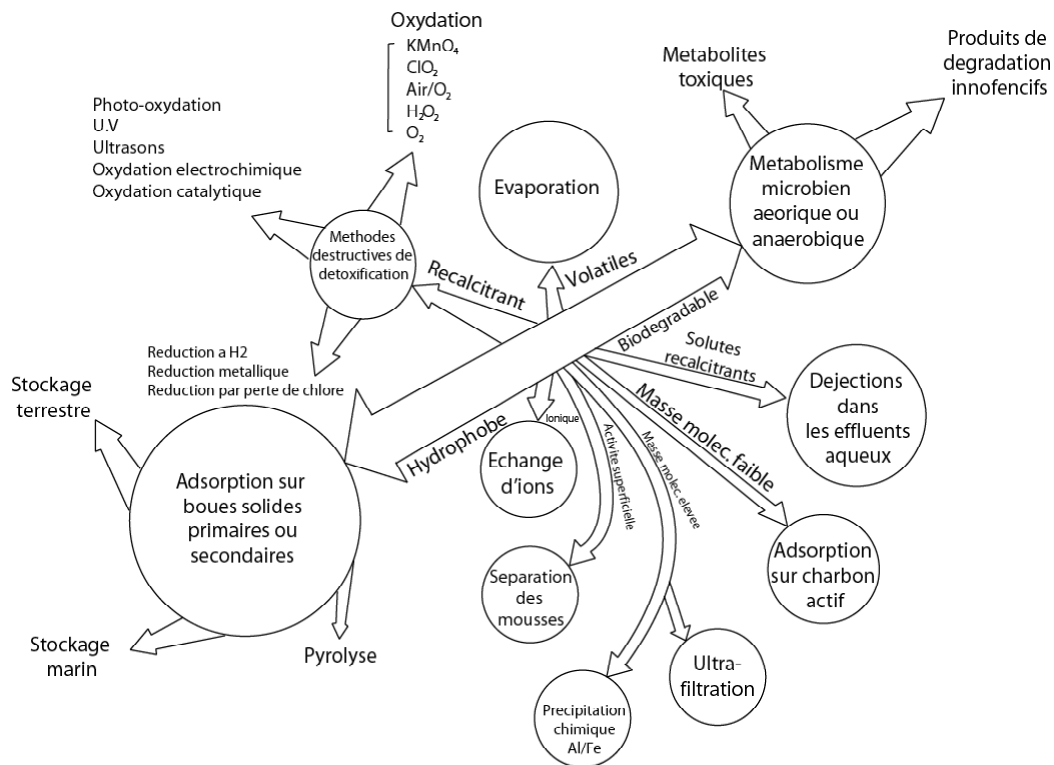 Oxydation
KMnO₄
ClO₂
Air/O₂
H₂O₂
O₂
Photo-oxydation
U.V
Ultrasons
Oxydation electrochimique
Oxydation catalytique
Metabolites
toxiques
Produits de
degradation
innofencifs
Evaporation
Metabolisme
microbien
aeorique ou
anaerobique
Methodes
destructives de
detoxification
Recalcitrant
Volatiles
Biodegradable
Hydrophobe
Reduction a H2
Reduction metallique
Reduction par perte de chlore
Solutes
recalcitrants
Dejections
dans
les effluents
aqueux
Stockage
terrestre
Adsorption sur
boues solides
primaires ou
secondaires
Ionique
Echange
d'ions
Activite superficielle
Masse molec. elevee
Masse molec. faible
Adsorption
sur charbon
actif
Separation
des
mousses
Stockage
marin
Pyrolyse
Ultra-
filtration
Precipitation
chimique
Al/Fe